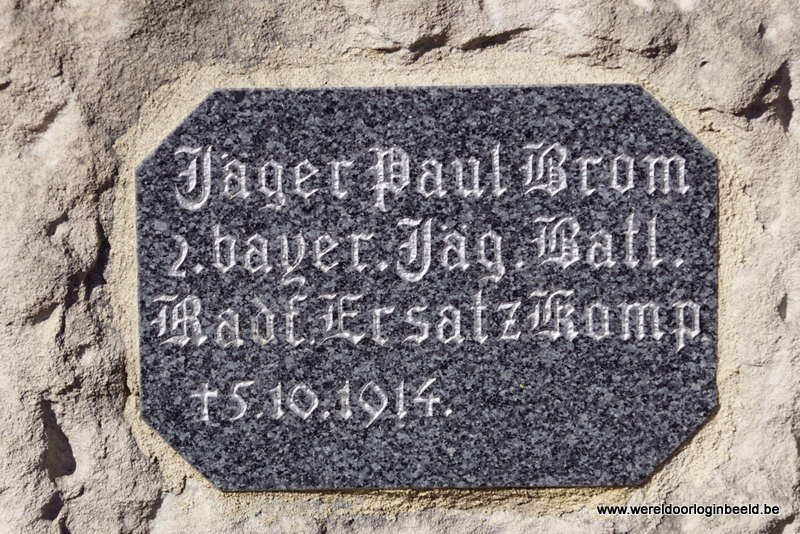 Jäger Paul Brom
2. bayer. Jäg. Batl.
Radf. Ersatz Komp.
† 5.10.1914.
www.wereldoorloginbeeld.be